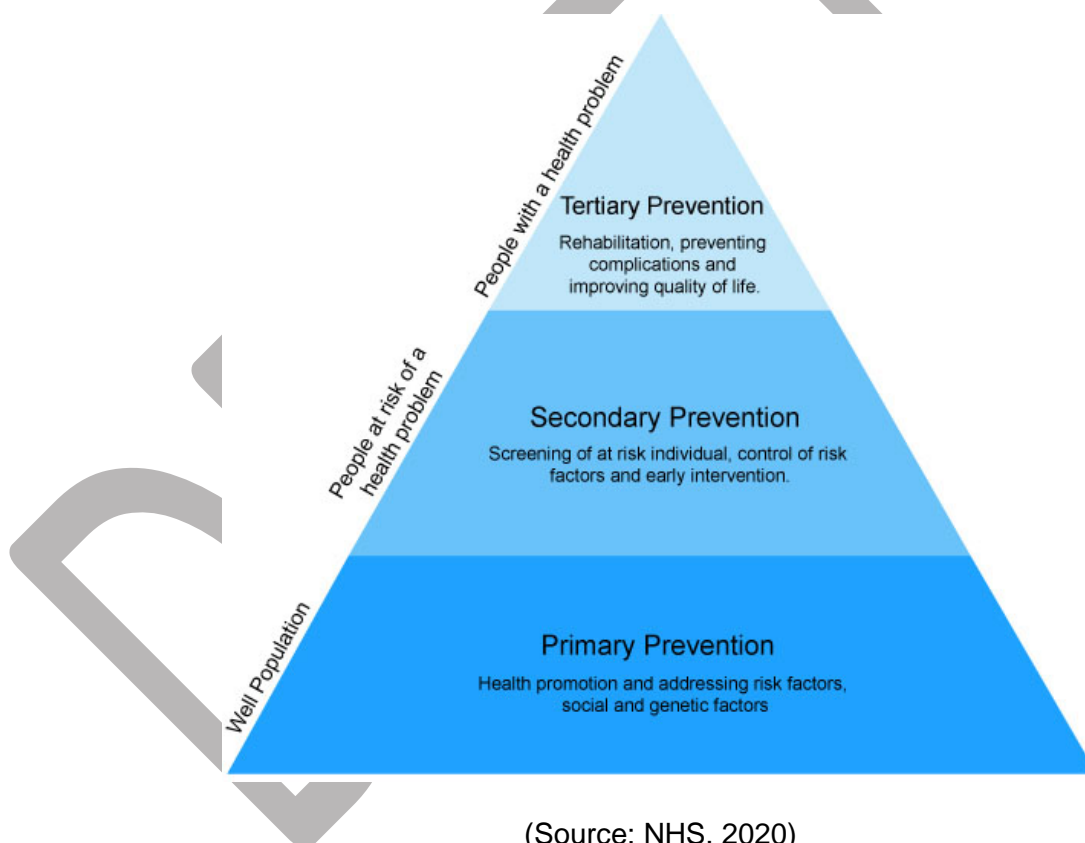 People with a health problem
Tertiary Prevention
Rehabilitation, preventing
complications and
improving quality of life.
People at risk of a
health problem
Secondary Prevention
Screening of at risk individual, control of risk
factors and early intervention.
Well Population
Primary Prevention
Health promotion and addressing risk factors,
social and genetic factors
(Source: NHS, 2020)